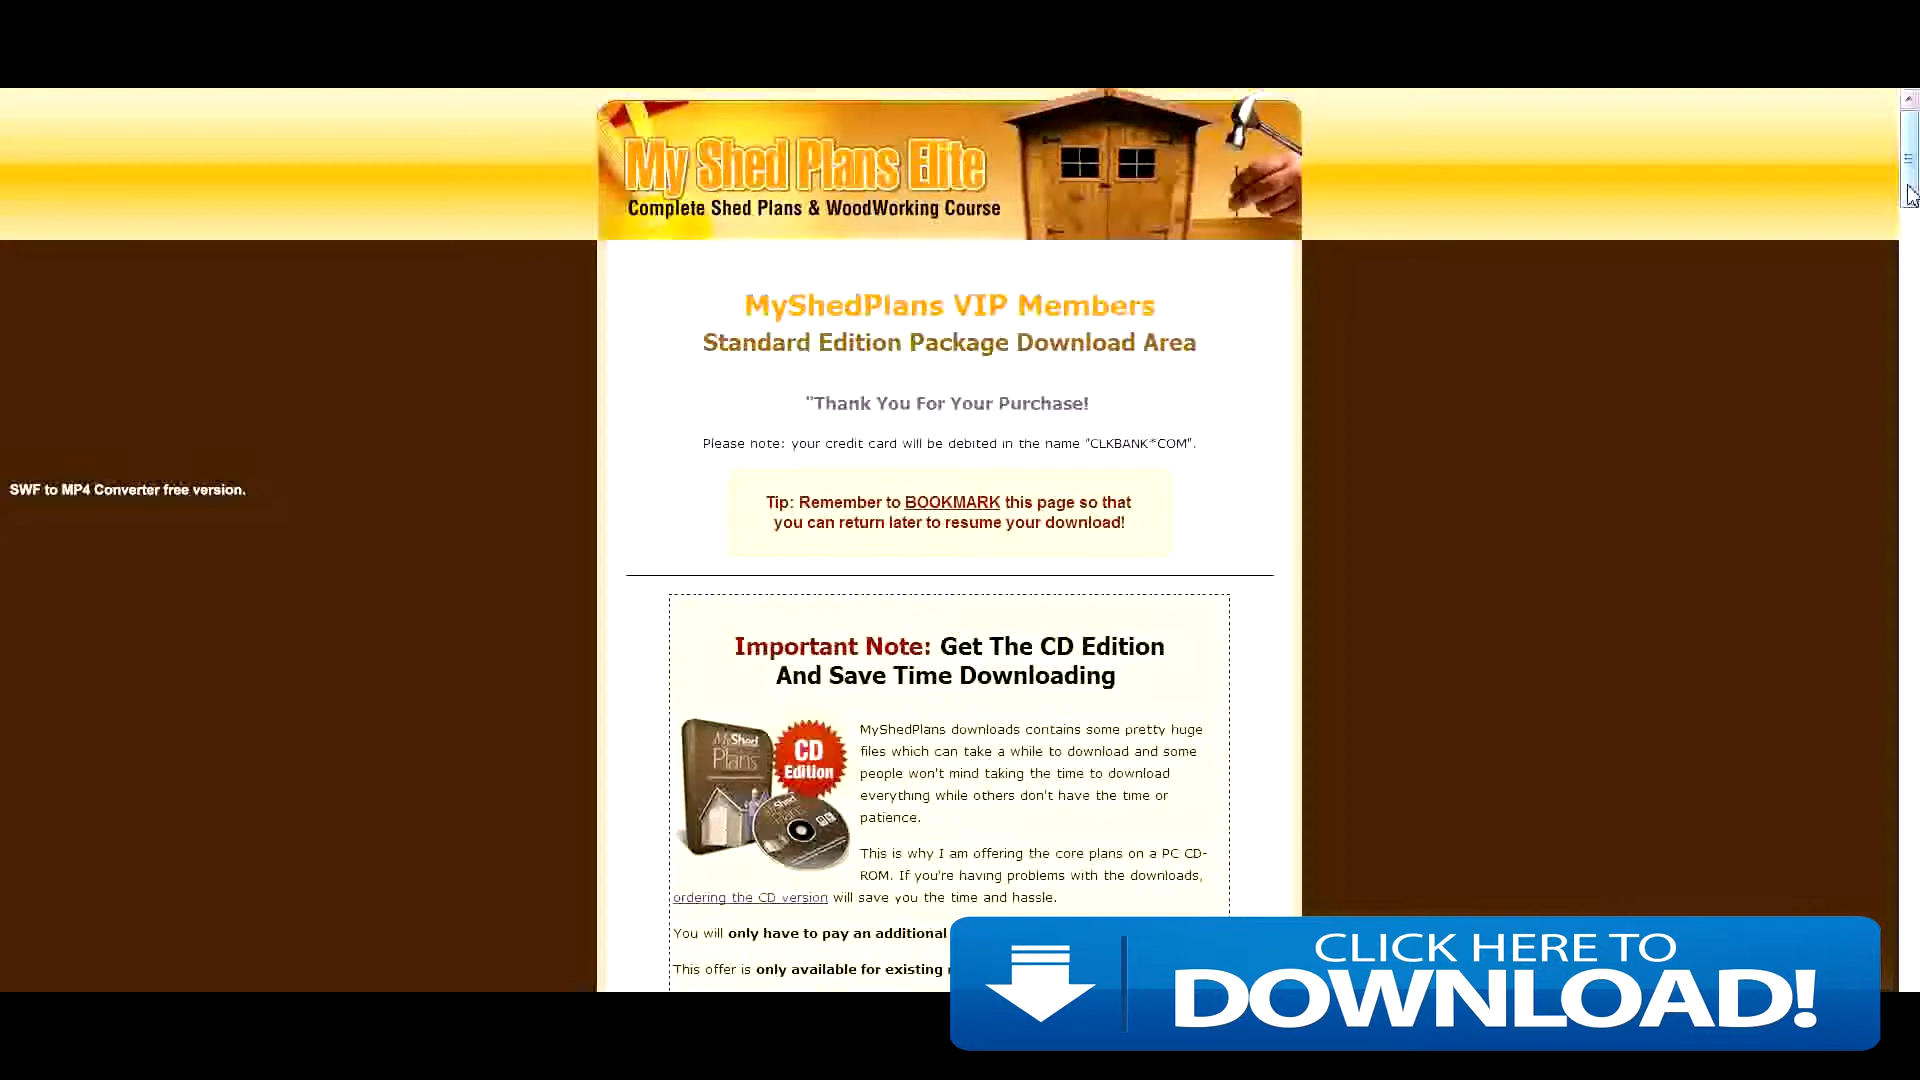 My Shed Plans Elite
Complete Shed Plans & WoodWorking Course
MyShedPlans VIP Members
Standard Edition Package Download Area
"Thank You For Your Purchase!
Please note: your credit card will be debited in the name "CLKBANK*COM".
SWF to MP4 Converter free version.
Tip: Remember to BOOKMARK this page so that
you can return later to resume your download!
Important Note: Get The CD Edition
And Save Time Downloading
MyShed
Plans
CD
Edition
MyShedPlans downloads contains some pretty huge
files which can take a while to download and some
people won't mind taking the time to download
everything while others don't have the time or
patience.
This is why I am offering the core plans on a PC CD-
ROM. If you're having problems with the downloads,
ordering the CD version will save you the time and hassle.
You will only have to pay an additional
This offer is only available for existing
CLICK HERE TO
DOWNLOAD!